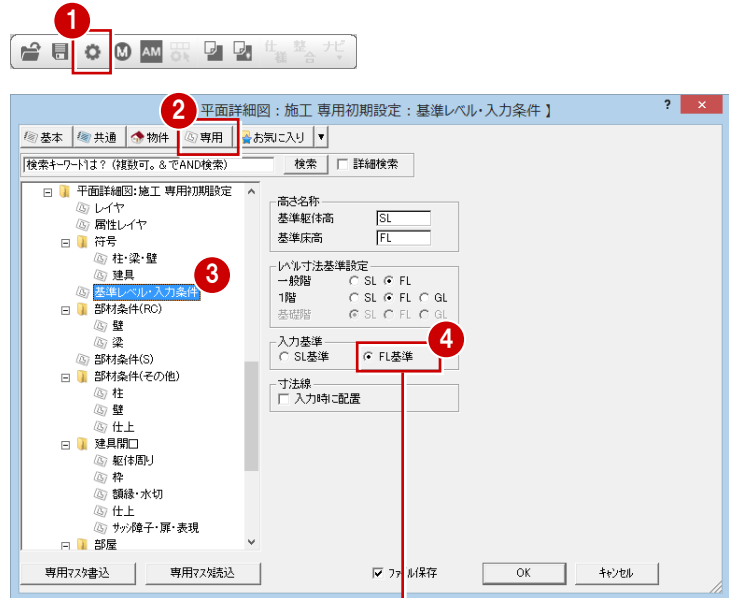 1
M AM 仕様 整合 ナビ
2
平面詳細図：施工 専用初期設定：基準レベル・入力条件 】 ? ×
基本 共通 物件 専用 お気に入り ▼
検索キーワードは？（複数可。& でAND検索） 検索 詳細検索
平面詳細図:施工 専用初期設定
レイヤ
属性レイヤ
符号
柱・梁・壁
建具
3
基準レベル・入力条件
部材条件(RC)
壁
梁
部材条件(S)
部材条件(その他)
柱
壁
仕上
建具開口
躯体周り
枠
額縁・水切
仕上
サッシ障子・扉・表現
部屋
高さ名称
基準躯体高 SL
基準床高 FL
レベル寸法基準設定
一般階 SL FL
1階 SL FL GL
基礎階 SL FL GL
入力基準
4
SL基準 FL基準
寸法線
入力時に配置
専用マスタ書込 専用マスタ読込 ファイル保存 OK キャンセル